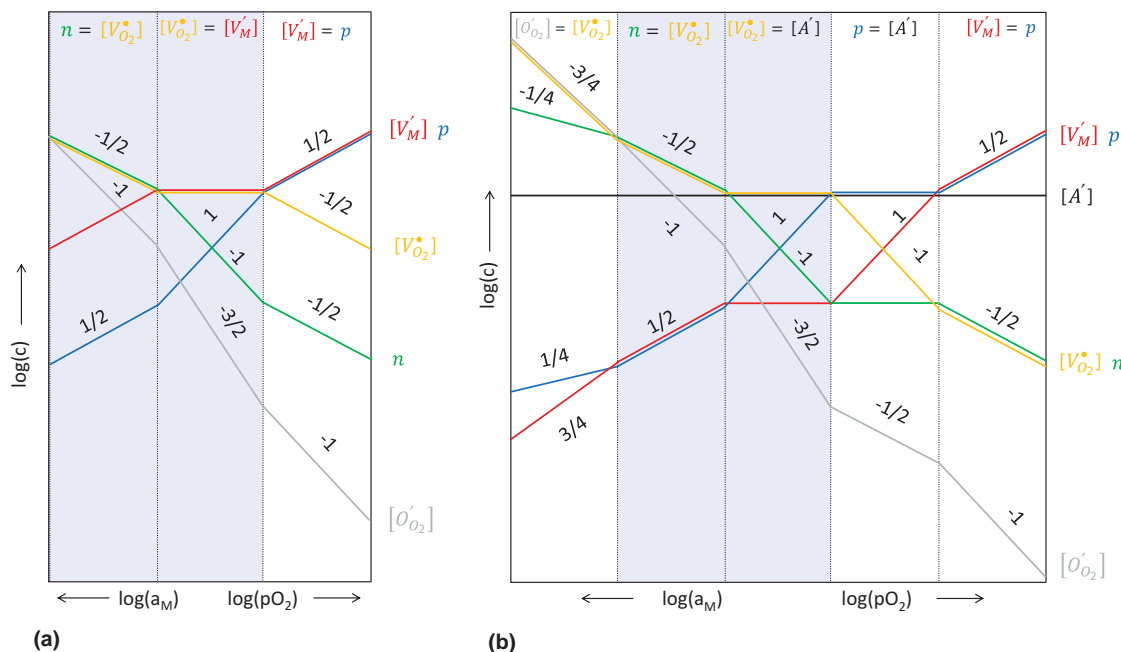 n = [V•O2] [V•O2] = [V′M] [V′M] = p
-1/2
1/2
-1
1
-1/2
-1
1/2
-3/2
-1/2
-1
[V′M] p
[V•O2]
n
[O′O2]
log(c)
log(aM) log(pO2)
(a)
[O′O2] = [V•O2] n = [V•O2] [V•O2] = [A′] p = [A′] [V′M] = p
-3/4
-1/4
-1/2
1/2
-1
1
-1
1
-1
1/4
1/2
-3/2
-1/2
3/4
-1/2
-1
[V′M] p
[A′]
[V•O2] n
[O′O2]
log(c)
log(aM) log(pO2)
(b)